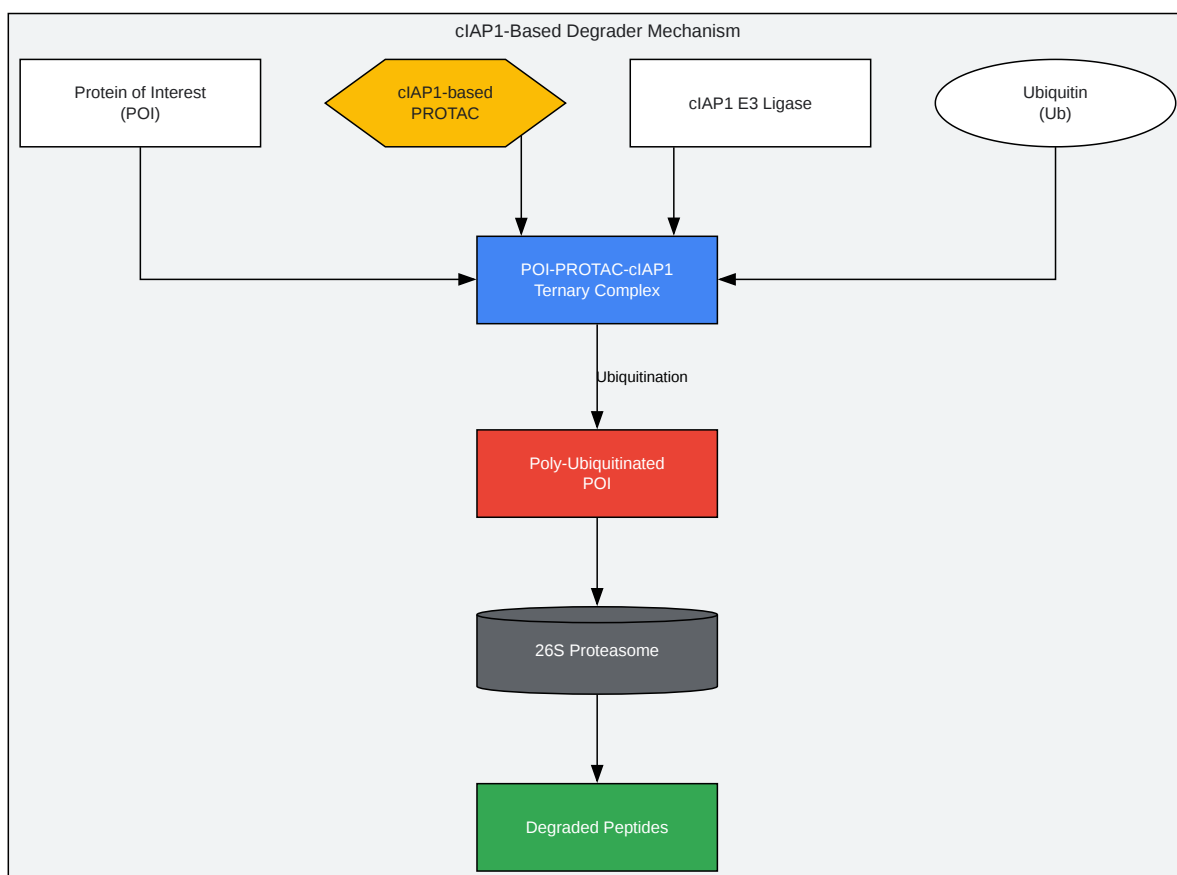 cIAP1-Based Degrader Mechanism
Protein of Interest
(POI)
cIAP1-based
PROTAC
cIAP1 E3 Ligase
Ubiquitin
(Ub)
POI-PROTAC-cIAP1
Ternary Complex
Ubiquitination
Poly-Ubiquitinated
POI
26S Proteasome
Degraded Peptides